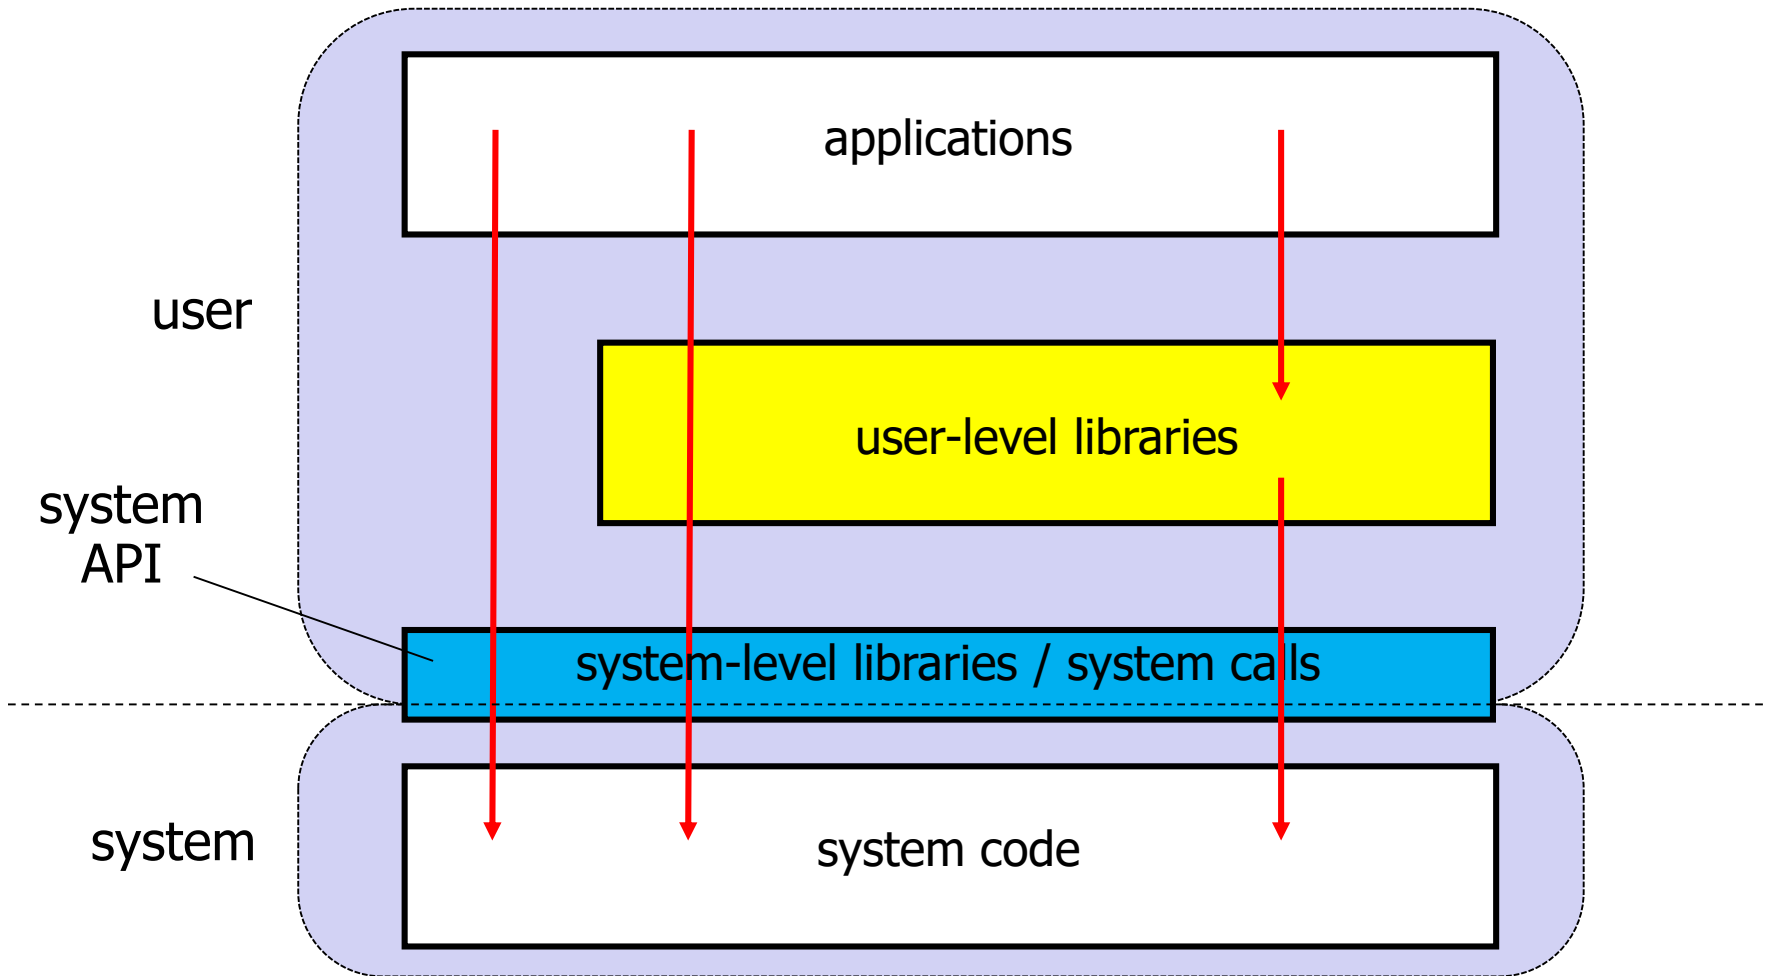 applications
user
user-level libraries
system
API
system-level libraries / system calls
system
system code